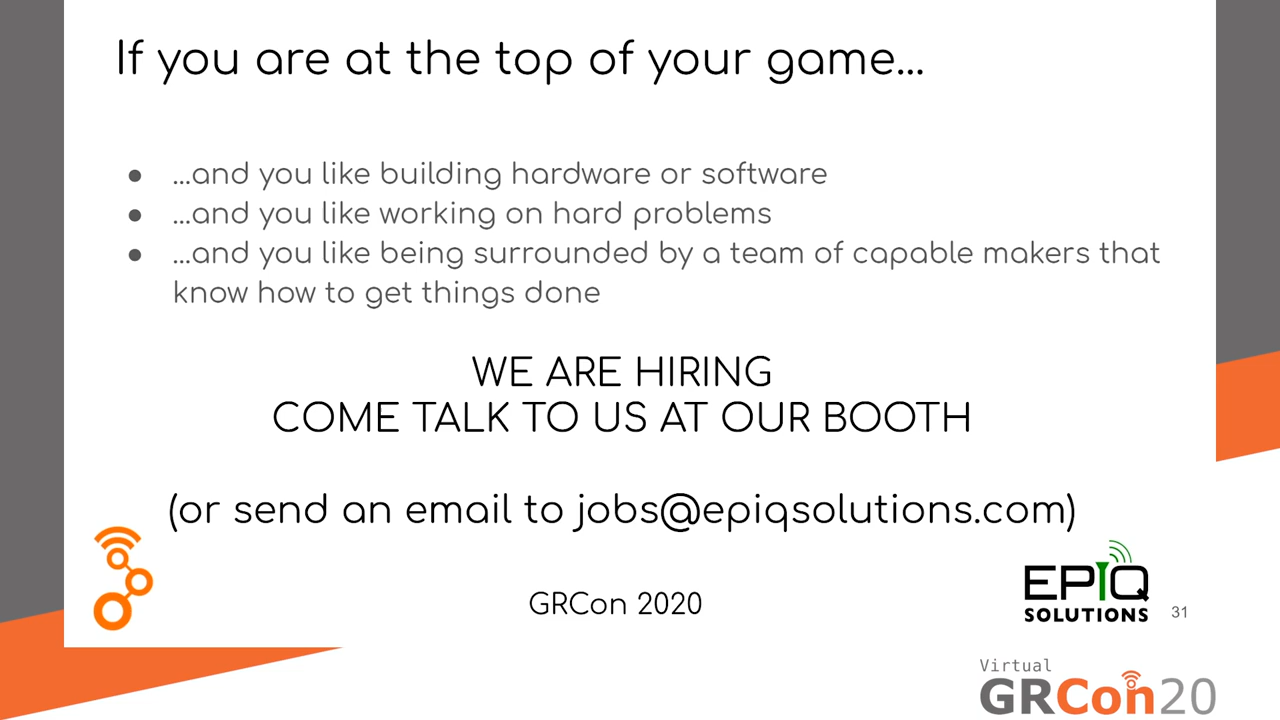 If you are at the top of your game...
● ...and you like building hardware or software
● ...and you like working on hard problems
● ...and you like being surrounded by a team of capable makers that
know how to get things done
WE ARE HIRING
COME TALK TO US AT OUR BOOTH
(or send an email to jobs@epiqsolutions.com)
GRCon 2020
EPIQ
SOLUTIONS
31
Virtual
GRCon20